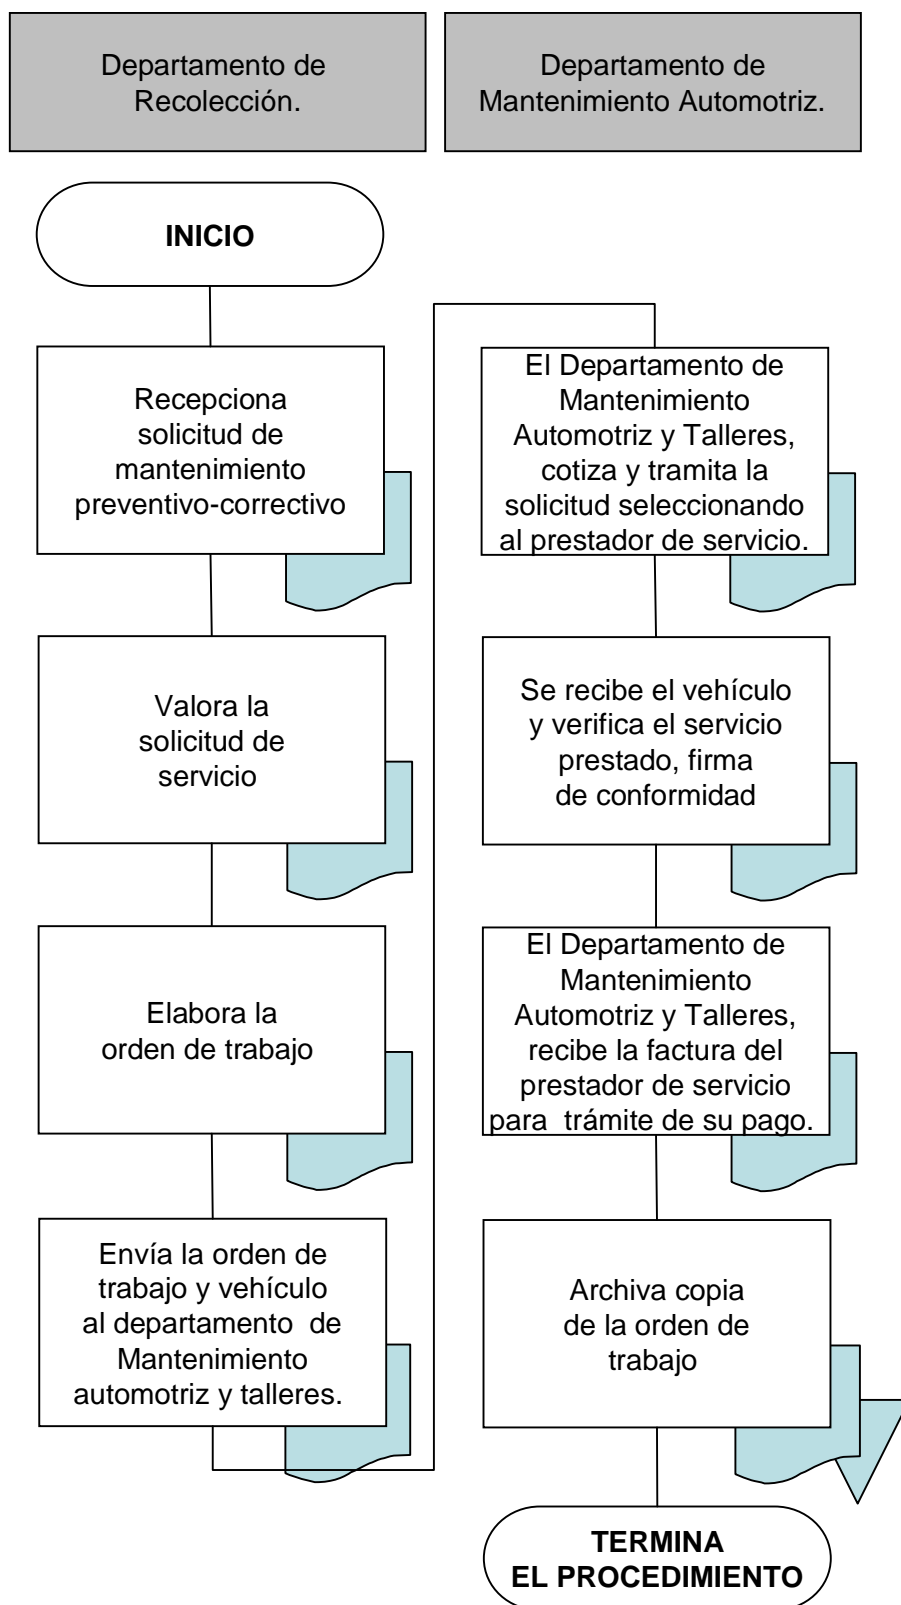 Departamento de
Recolección.
Departamento de
Mantenimiento Automotriz.
INICIO
Recepciona
solicitud de
mantenimiento
preventivo-correctivo
Valora la
solicitud de
servicio
Elabora la
orden de trabajo
Envía la orden de
trabajo y vehículo
al departamento de
Mantenimiento
automotriz y talleres.
El Departamento de
Mantenimiento
Automotriz y Talleres,
cotiza y tramita la
solicitud seleccionando
al prestador de servicio.
Se recibe el vehículo
y verifica el servicio
prestado, firma
de conformidad
El Departamento de
Mantenimiento
Automotriz y Talleres,
recibe la factura del
prestador de servicio
para trámite de su pago.
Archiva copia
de la orden de
trabajo
TERMINA
EL PROCEDIMIENTO